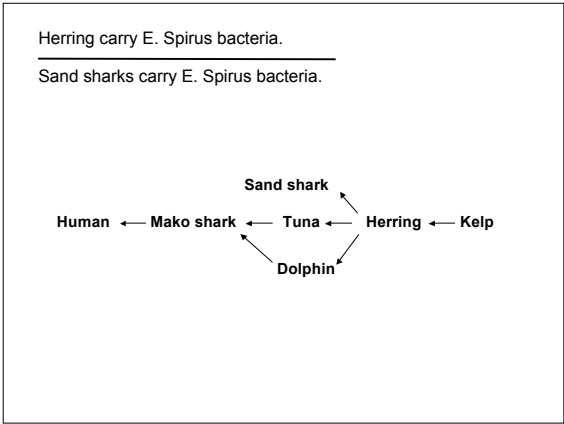 Herring carry E. Spirus bacteria.
Sand sharks carry E. Spirus bacteria.
Sand shark
Human Mako shark Tuna Herring Kelp
Dolphin